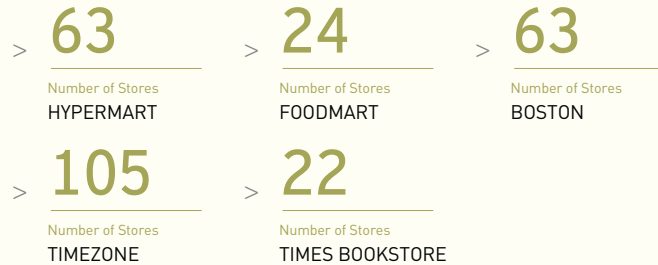 > 63
Number of Stores
HYPERMART
> 24
Number of Stores
FOODMART
> 63
Number of Stores
BOSTON
> 105
Number of Stores
TIMEZONE
> 22
Number of Stores
TIMES BOOKSTORE